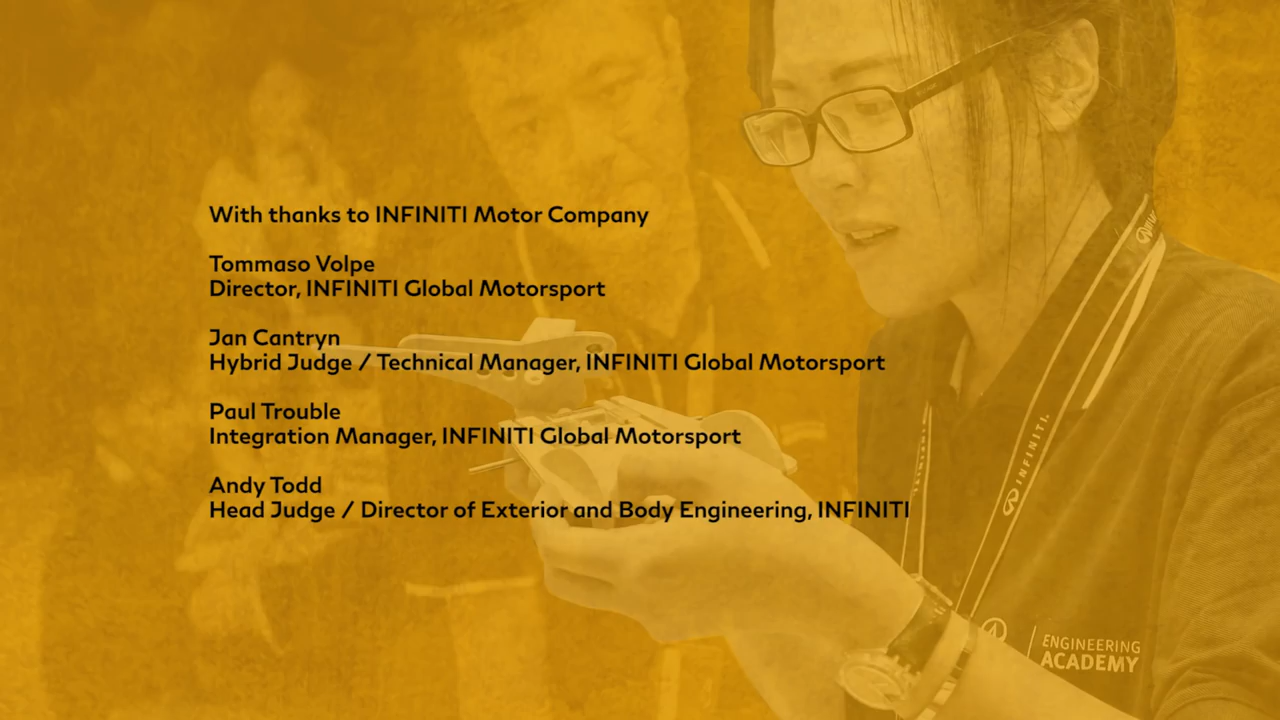 With thanks to INFINITI Motor Company
Tommaso Volpe
Director, INFINITI Global Motorsport
Jan Cantryn
Hybrid Judge / Technical Manager, INFINITI Global Motorsport
Paul Trouble
Integration Manager, INFINITI Global Motorsport
Andy Todd
Head Judge / Director of Exterior and Body Engineering, INFINITI
INFINITI.
ENGINEERING
ACADEMY